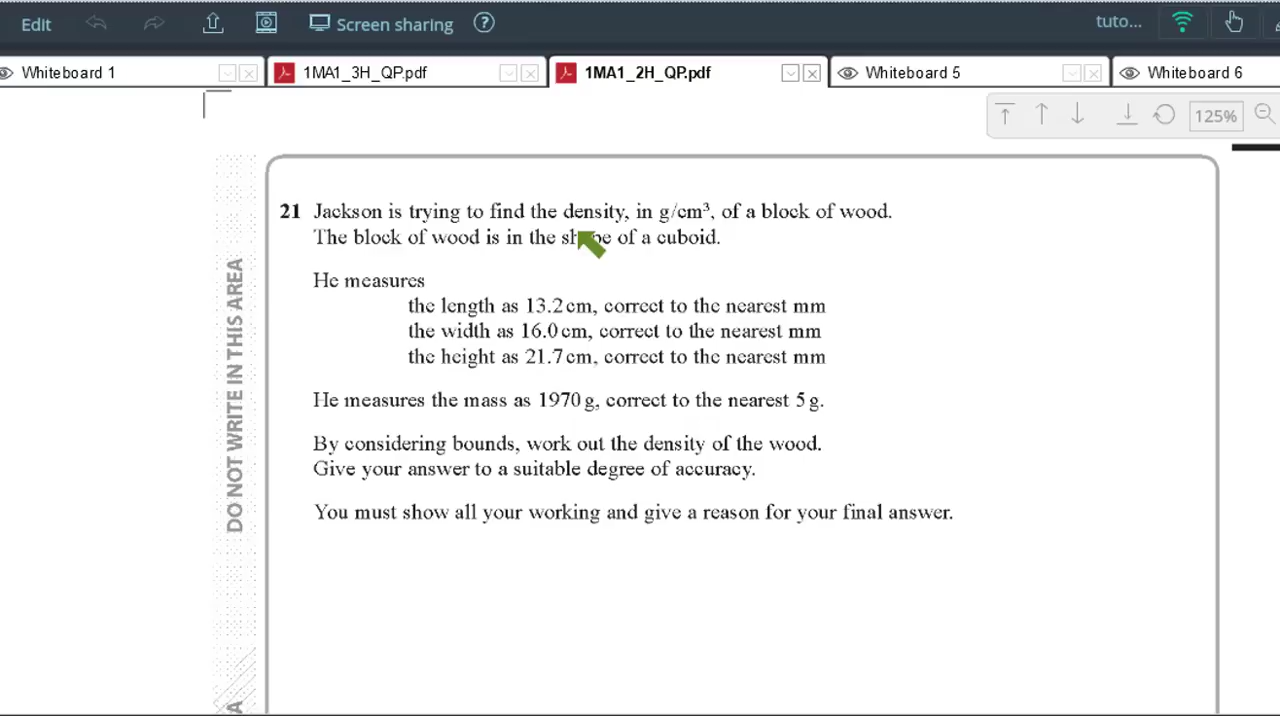 Edit
Screen sharing
?
tuto...
Whiteboard 1
1MA1_3H_QP.pdf
1MA1_2H_QP.pdf
Whiteboard 5
Whiteboard 6
125%
21 Jackson is trying to find the density, in g/cm³, of a block of wood.
The block of wood is in the shape of a cuboid.
He measures
the length as 13.2 cm, correct to the nearest mm
the width as 16.0 cm, correct to the nearest mm
the height as 21.7 cm, correct to the nearest mm
He measures the mass as 1970 g, correct to the nearest 5 g.
By considering bounds, work out the density of the wood.
Give your answer to a suitable degree of accuracy.
You must show all your working and give a reason for your final answer.
DO NOT WRITE IN THIS AREA
A